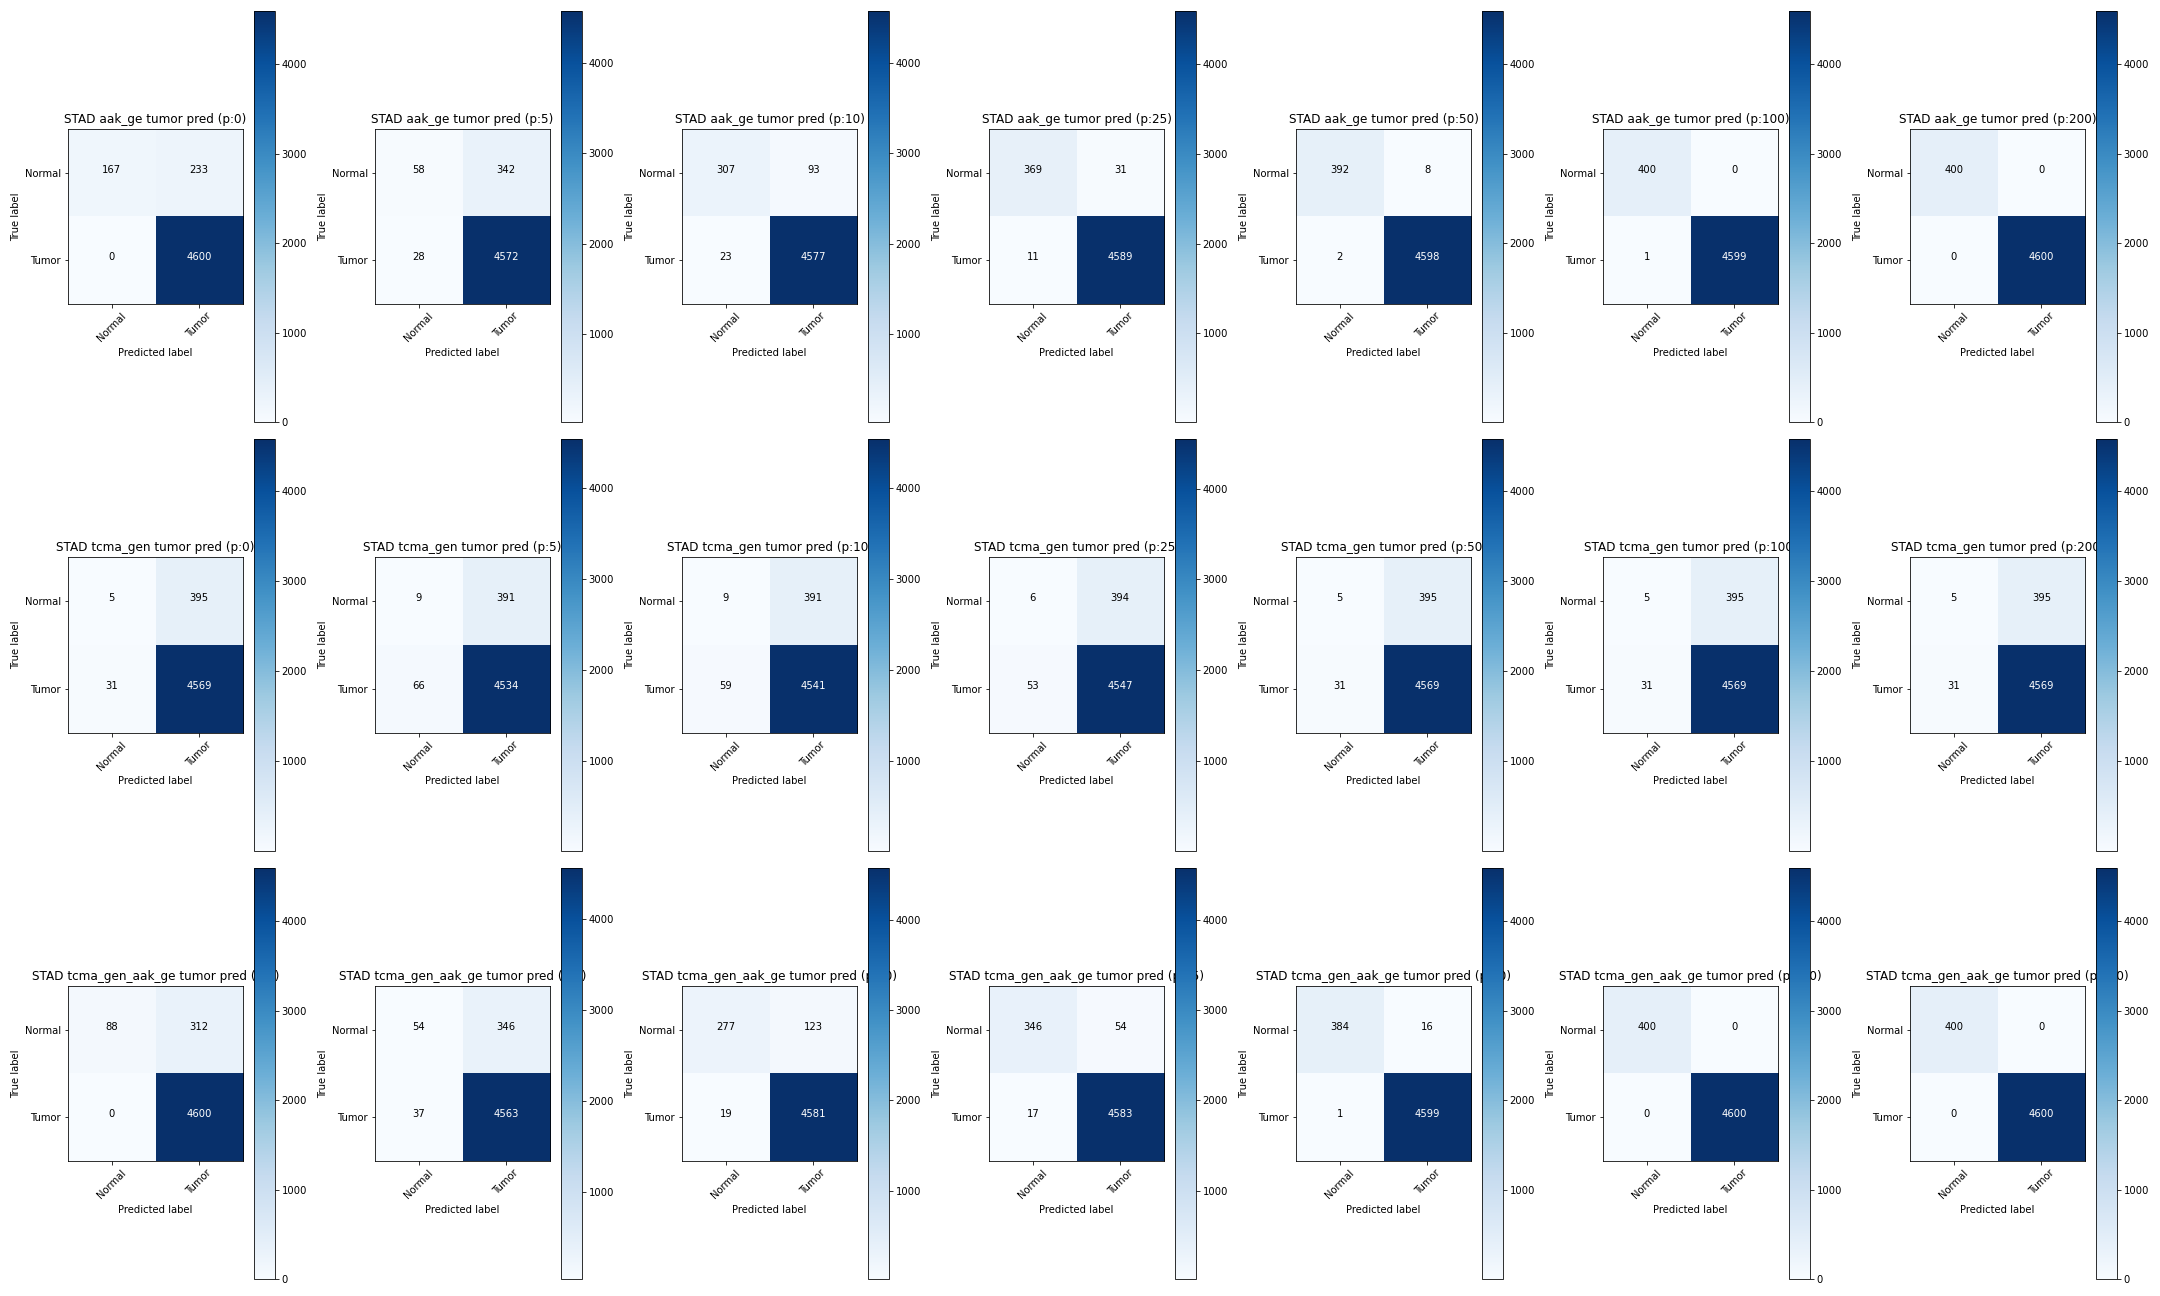 STAD aak_ge tumor pred (p:0)
Normal
Tumor
True label
167
233
0
4600
Normal
Tumor
Predicted label
4000
3000
2000
1000
0
STAD aak_ge tumor pred (p:5)
True label
58
342
28
4572
Normal
Tumor
Predicted label
4000
3000
2000
1000
STAD aak_ge tumor pred (p:10)
Normal
Tumor
True label
307
93
23
4577
Normal
Tumor
Predicted label
4000
3000
2000
1000
STAD aak_ge tumor pred (p:25)
Normal
Tumor
True label
369
31
11
4589
Normal
Tumor
Predicted label
4000
3000
2000
1000
STAD aak_ge tumor pred (p:50)
Normal
Tumor
True label
392
8
2
4598
Normal
Tumor
Predicted label
4000
3000
2000
1000
STAD aak_ge tumor pred (p:100)
Normal
Tumor
True label
400
0
1
4599
Normal
Tumor
Predicted label
4000
3000
2000
1000
0
STAD aak_ge tumor pred (p:200)
Normal
Tumor
True label
400
0
0
4600
Normal
Tumor
Predicted label
4000
3000
2000
1000
0
STAD tcma_gen tumor pred (p:0)
Normal
Tumor
True label
5
395
31
4569
Normal
Tumor
Predicted label
4000
3000
2000
1000
STAD tcma_gen tumor pred (p:5)
Normal
Tumor
True label
9
391
66
4534
Normal
Tumor
Predicted label
4000
3000
2000
1000
STAD tcma_gen tumor pred (p:10
Normal
Tumor
True label
9
391
59
4541
Normal
Tumor
Predicted label
4000
3000
2000
1000
STAD tcma_gen tumor pred (p:25
Normal
Tumor
True label
6
394
53
4547
Normal
Tumor
Predicted label
4000
3000
2000
1000
STAD tcma_gen tumor pred (p:50
Normal
Tumor
True label
5
395
31
4569
Normal
Tumor
Predicted label
4000
3000
2000
1000
STAD tcma_gen tumor pred (p:100
Normal
Tumor
True label
5
395
31
4569
Normal
Tumor
Predicted label
4000
3000
2000
1000
STAD tcma_gen tumor pred (p:200
Normal
Tumor
True label
5
395
31
4569
Normal
Tumor
Predicted label
4000
3000
2000
1000
STAD tcma_gen_aak_ge tumor pred
Normal
Tumor
True label
88
312
0
4600
Normal
Tumor
Predicted label
4000
3000
2000
1000
0
STAD tcma_gen_aak_ge tumor pred
Normal
Tumor
True label
54
346
37
4563
Normal
Tumor
Predicted label
4000
3000
2000
1000
STAD tcma_gen_aak_ge tumor pred
Normal
Tumor
True label
277
123
19
4581
Normal
Tumor
Predicted label
4000
3000
2000
1000
STAD tcma_gen_aak_ge tumor pred
Normal
Tumor
True label
346
54
17
4583
Normal
Tumor
Predicted label
4000
3000
2000
1000
STAD tcma_gen_aak_ge tumor pred
Normal
Tumor
True label
384
16
1
4599
Normal
Tumor
Predicted label
4000
3000
2000
1000
STAD tcma_gen_aak_ge tumor pred
Normal
Tumor
True label
400
0
0
4600
Normal
Tumor
Predicted label
4000
3000
2000
1000
0
STAD tcma_gen_aak_ge tumor pred
Normal
Tumor
True label
400
0
0
4600
Normal
Tumor
Predicted label
4000
3000
2000
1000
0